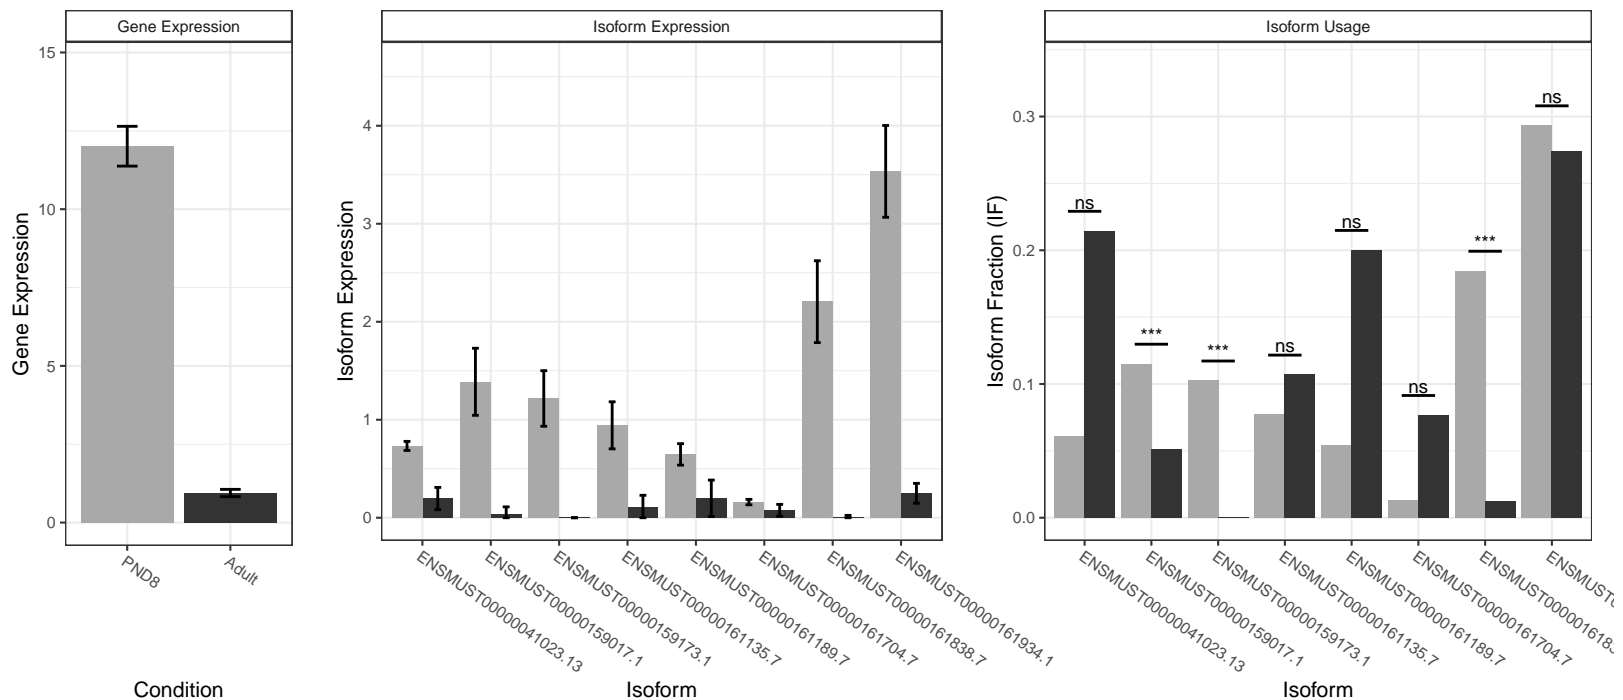 Gene Expression
Isoform Expression
Isoform Usage
Gene Expression
15
10
5
0
PND8
Adult
Condition
Isoform Expression
4
3
2
1
0
ENSMUST00000041023.13
ENSMUST00000159017.1
ENSMUST00000159173.1
ENSMUST00000161135.7
ENSMUST00000161189.7
ENSMUST00000161704.7
ENSMUST00000161838.7
ENSMUST00000161934.1
Isoform
Isoform Fraction (IF)
0.3
0.2
0.1
0.0
ns
***
***
ns
ns
ns
***
ns
ENSMUST00000041023.13
ENSMUST00000159017.1
ENSMUST00000159173.1
ENSMUST00000161135.7
ENSMUST00000161189.7
ENSMUST00000161704.7
ENSMUST0000016183
ENSMUST0
Isoform